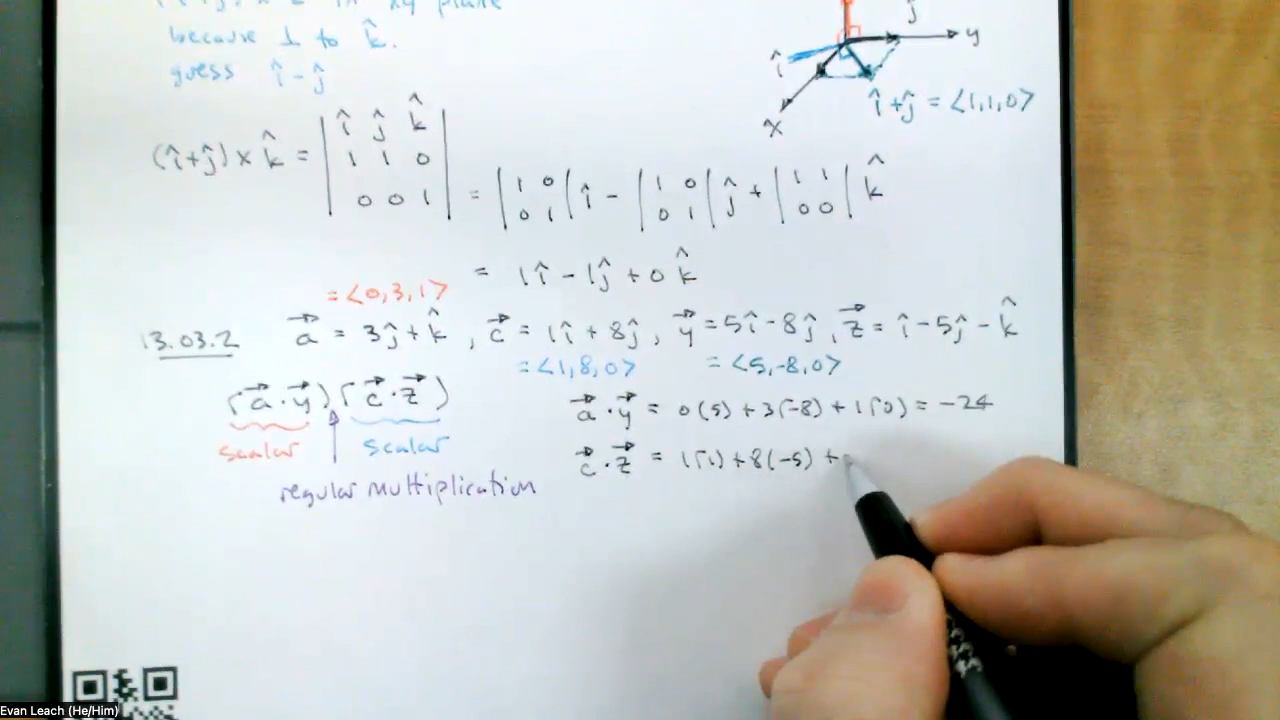 in xy plane
because ⊥ to k̂.
guess î - ĵ
ĵ
y
î
x
î + ĵ = ⟨1,1,0⟩
(î+ĵ) × k̂ = | î ĵ k̂ |
| 1 1 0 |
| 0 0 1 |
= | 1 0 | î - | 1 0 | ĵ + | 1 1 | k̂
| 0 1 | | 0 1 | | 0 0 |
= 1î - 1ĵ + 0k̂
= ⟨0,3,1⟩
13.03.2 a⃗ = 3ĵ + k̂ , c⃗ = 1î + 8ĵ , y⃗ = 5î - 8ĵ , z⃗ = î - 5ĵ - k̂
= ⟨1,8,0⟩ = ⟨5,-8,0⟩
(a⃗ · y⃗)(c⃗ · z⃗)
scalar scalar
regular multiplication
a⃗ · y⃗ = 0(5) + 3(-8) + 1(0) = -24
c⃗ · z⃗ = 1(1) + 8(-5) +
Evan Leach (He/Him)